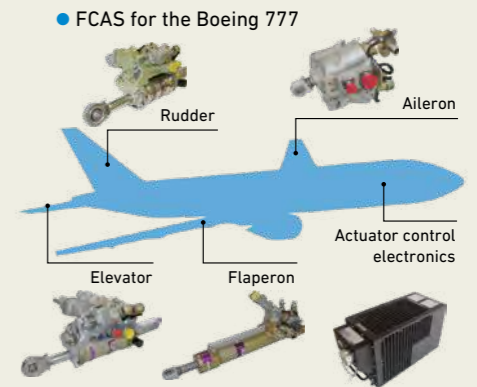 ● FCAS for the Boeing 777
Rudder
Aileron
Actuator control
electronics
Elevator
Flaperon